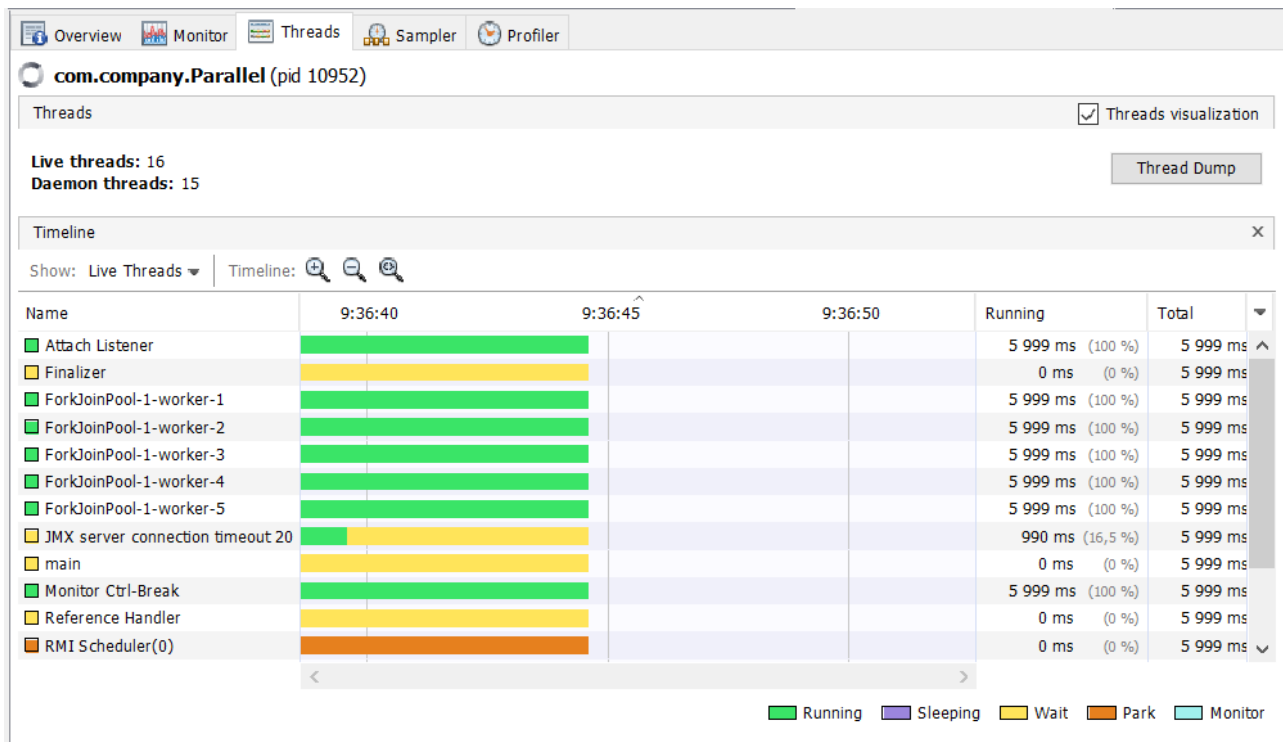 Overview Monitor Threads Sampler Profiler
com.company.Parallel (pid 10952)
Threads Threads visualization
Live threads: 16
Daemon threads: 15
Thread Dump
Timeline
Show: Live Threads Timeline:
Name 9:36:40 9:36:45 9:36:50 Running Total
Attach Listener 5 999 ms (100 %) 5 999 ms
Finalizer 0 ms (0 %) 5 999 ms
ForkJoinPool-1-worker-1 5 999 ms (100 %) 5 999 ms
ForkJoinPool-1-worker-2 5 999 ms (100 %) 5 999 ms
ForkJoinPool-1-worker-3 5 999 ms (100 %) 5 999 ms
ForkJoinPool-1-worker-4 5 999 ms (100 %) 5 999 ms
ForkJoinPool-1-worker-5 5 999 ms (100 %) 5 999 ms
JMX server connection timeout 20 990 ms (16,5 %) 5 999 ms
main 0 ms (0 %) 5 999 ms
Monitor Ctrl-Break 5 999 ms (100 %) 5 999 ms
Reference Handler 0 ms (0 %) 5 999 ms
RMI Scheduler(0) 0 ms (0 %) 5 999 ms
Running Sleeping Wait Park Monitor